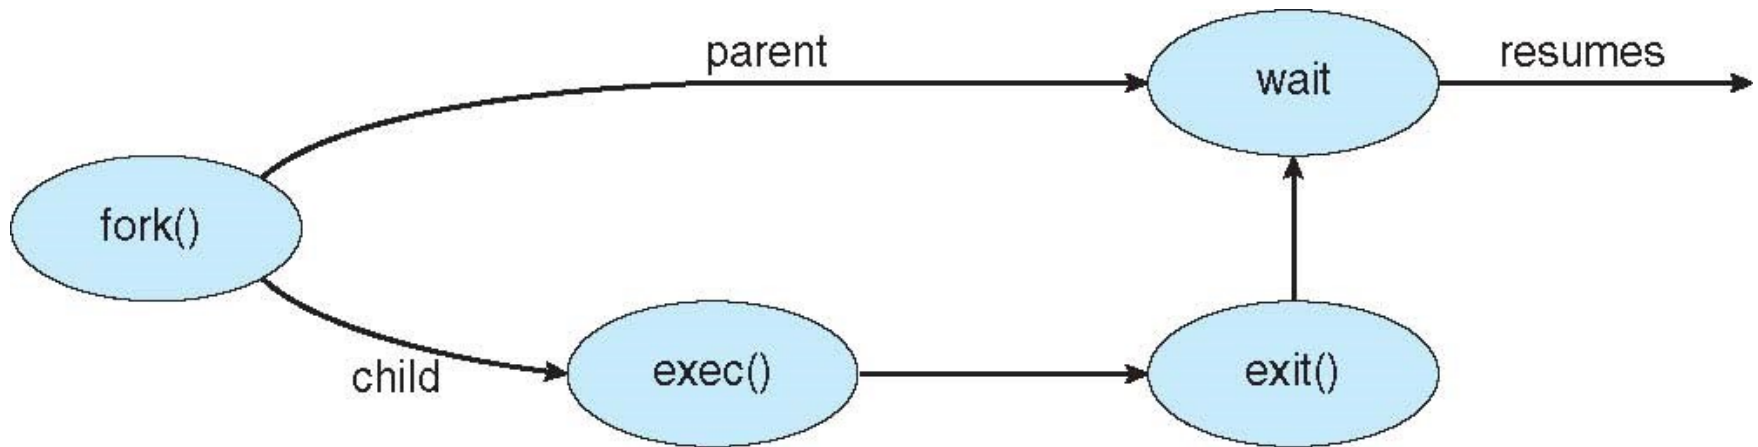 parent
wait
resumes
fork()
child
exec()
exit()